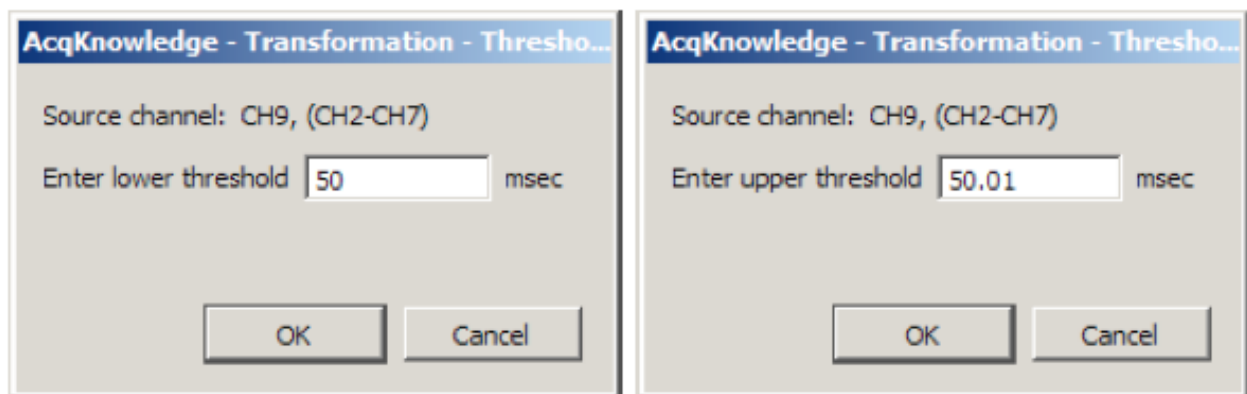 AcqKnowledge - Transformation - Thresho...
Source channel: CH9, (CH2-CH7)
Enter lower threshold 50 msec
OK Cancel
AcqKnowledge - Transformation - Thresho...
Source channel: CH9, (CH2-CH7)
Enter upper threshold 50.01 msec
OK Cancel